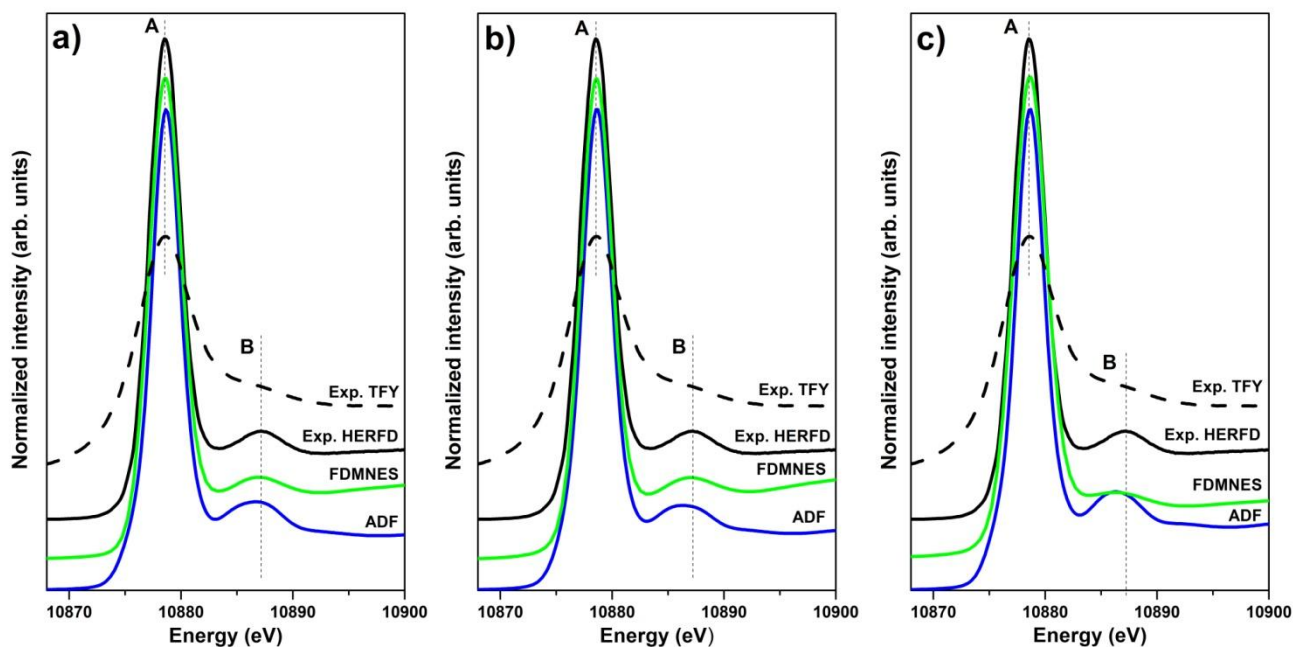 a)
A
B
Exp. TFY
Exp. HERFD
FDMNES
ADF
Normalized intensity (arb. units)
10870
10880
10890
10900
Energy (eV)
b)
A
B
Exp. TFY
Exp. HERFD
FDMNES
ADF
Normalized intensity (arb. units)
10870
10880
10890
10900
Energy (eV)
c)
A
B
Exp. TFY
Exp. HERFD
FDMNES
ADF
Normalized intensity (arb. units)
10870
10880
10890
10900
Energy (eV)